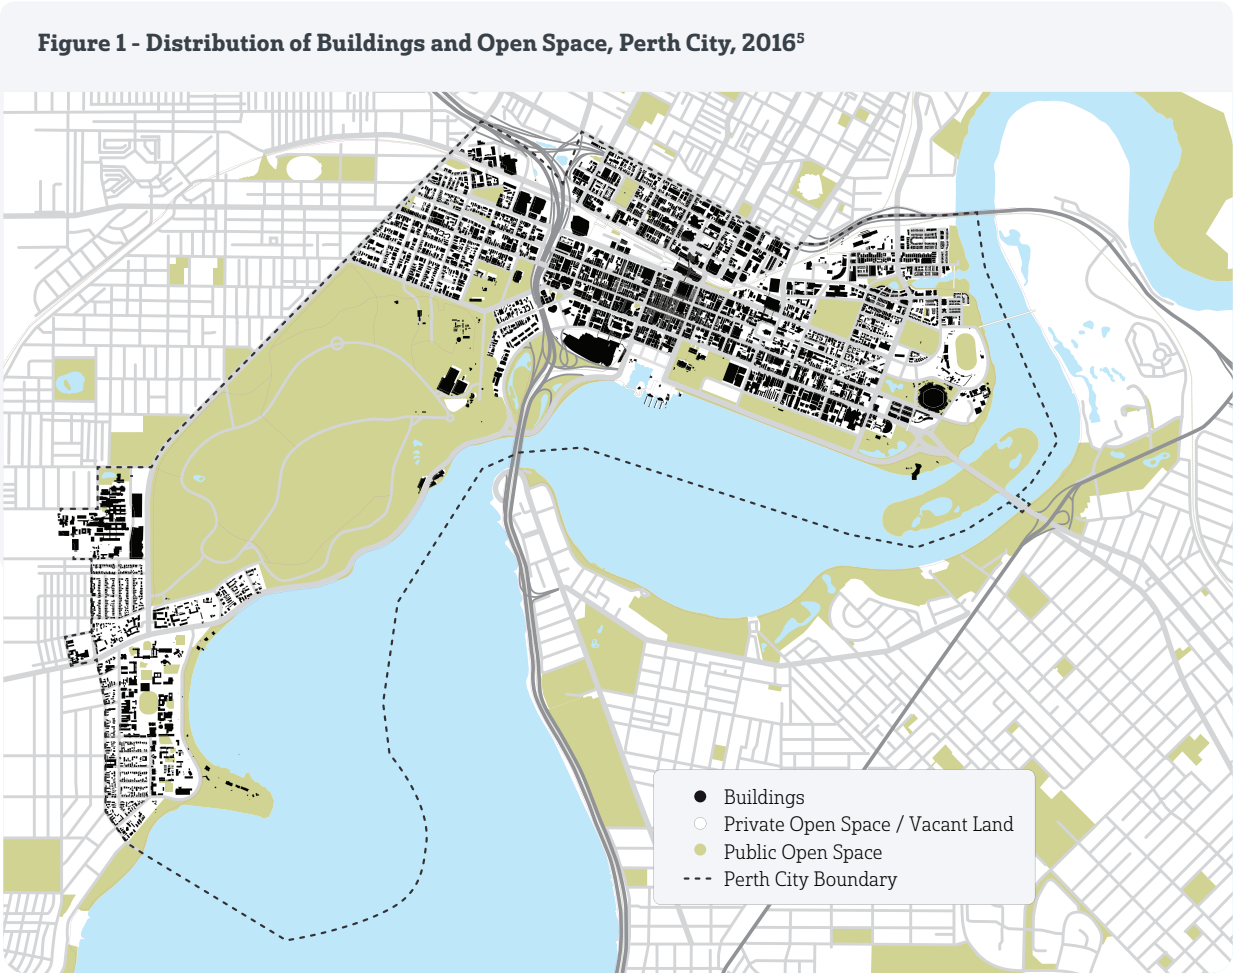 Figure 1 - Distribution of Buildings and Open Space, Perth City, 2016⁵
Buildings
Private Open Space / Vacant Land
Public Open Space
Perth City Boundary